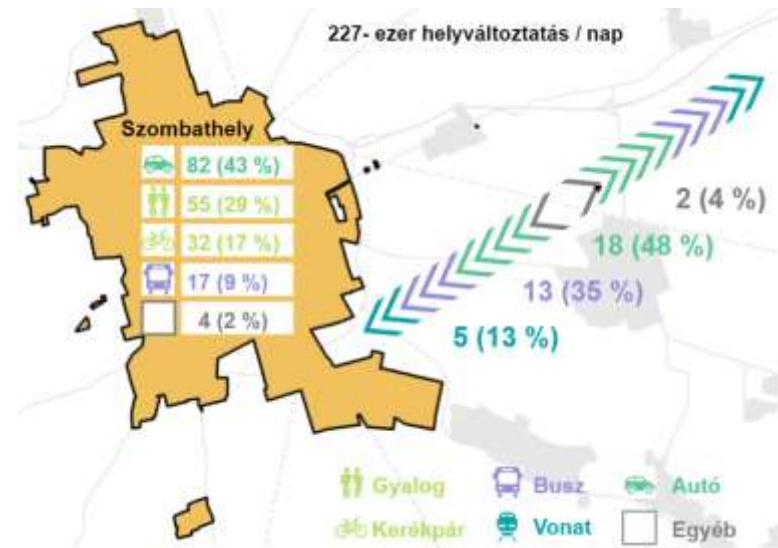 227- ezer helyváltoztatás / nap
Szombathely
82 (43 %)
55 (29 %)
32 (17 %)
17 (9 %)
4 (2 %)
2 (4 %)
18 (48 %)
13 (35 %)
5 (13 %)
Gyalog
Busz
Autó
Kerékpár
Vonat
Egyéb